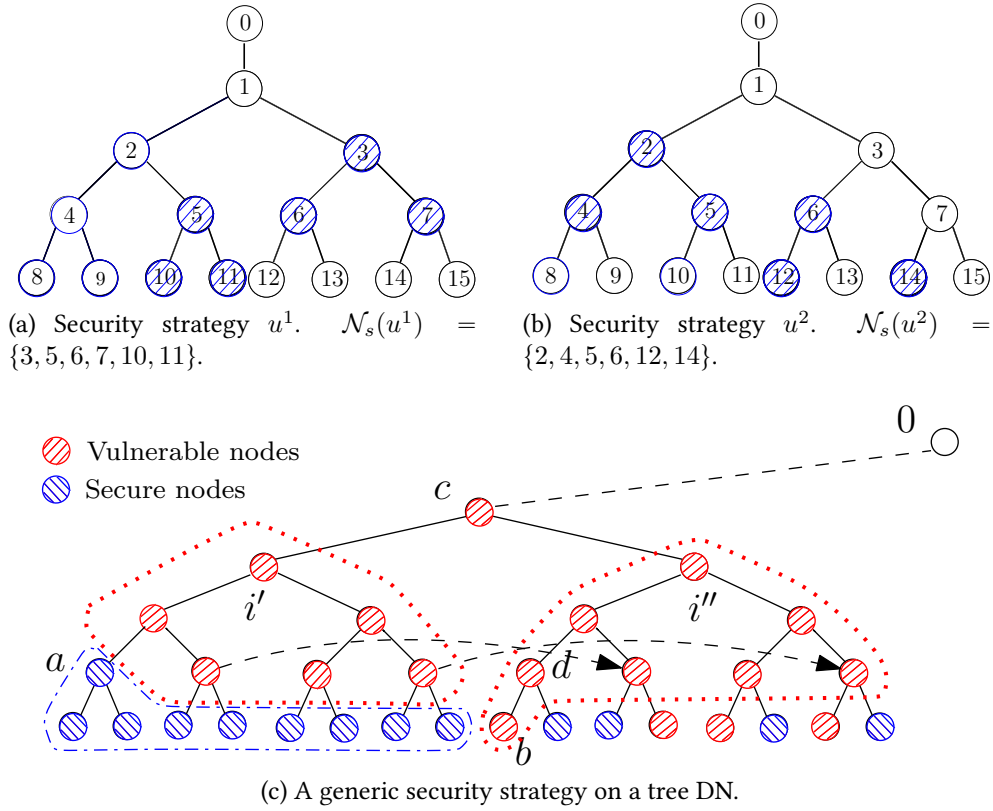 0
0
1
1
2
3
2
3
4
5
6
7
4
5
6
7
8
9
10
11
12
13
14
15
8
9
10
11
12
13
14
15
(a) Security strategy u¹. 𝒩ₛ(u¹) =
{3, 5, 6, 7, 10, 11}.
(b) Security strategy u². 𝒩ₛ(u²) =
{2, 4, 5, 6, 12, 14}.
0
Vulnerable nodes
Secure nodes
c
i′
i″
a
d
b
(c) A generic security strategy on a tree DN.